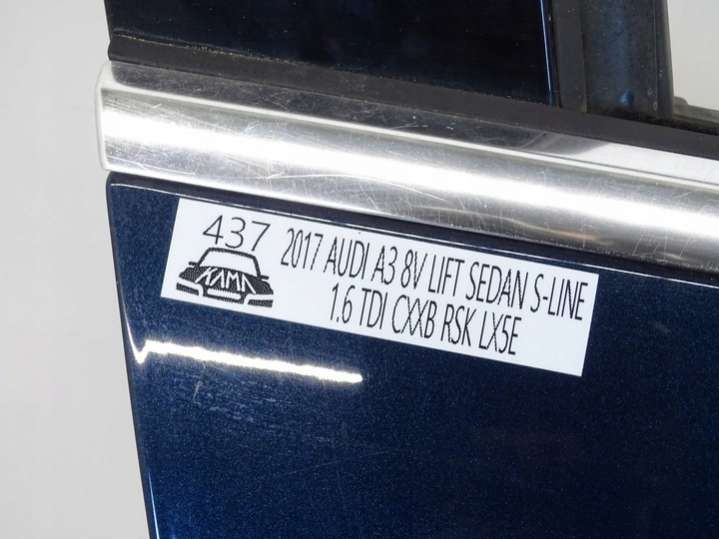 437
KAMA
2017 AUDI A3 8V LIFT SEDAN S-LINE
1.6 TDI CXXB RSK LX5E